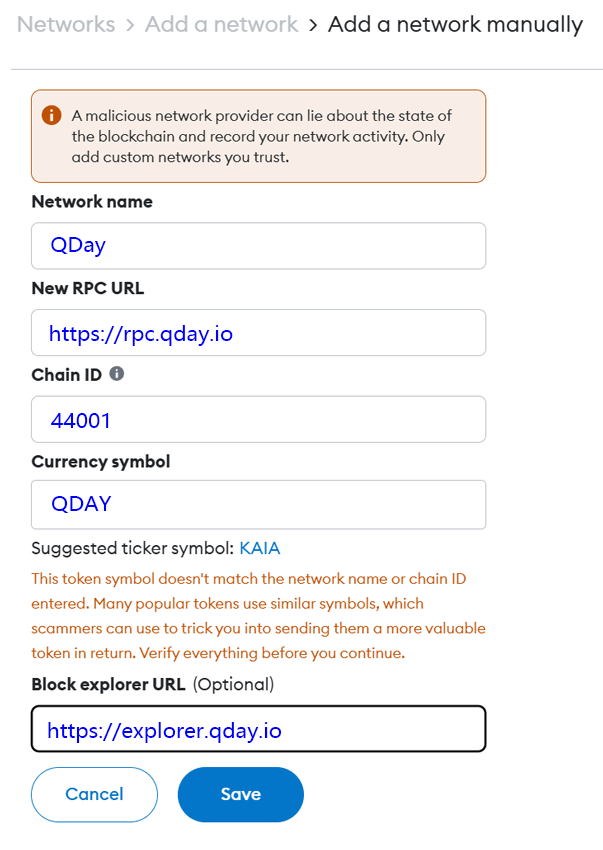 Networks > Add a network > Add a network manually
A malicious network provider can lie about the state of
the blockchain and record your network activity. Only
add custom networks you trust.
Network name
QDay
New RPC URL
https://rpc.qday.io
Chain ID
44001
Currency symbol
QDAY
Suggested ticker symbol: KAIA
This token symbol doesn't match the network name or chain ID
entered. Many popular tokens use similar symbols, which
scammers can use to trick you into sending them a more valuable
token in return. Verify everything before you continue.
Block explorer URL (Optional)
https://explorer.qday.io
Cancel Save